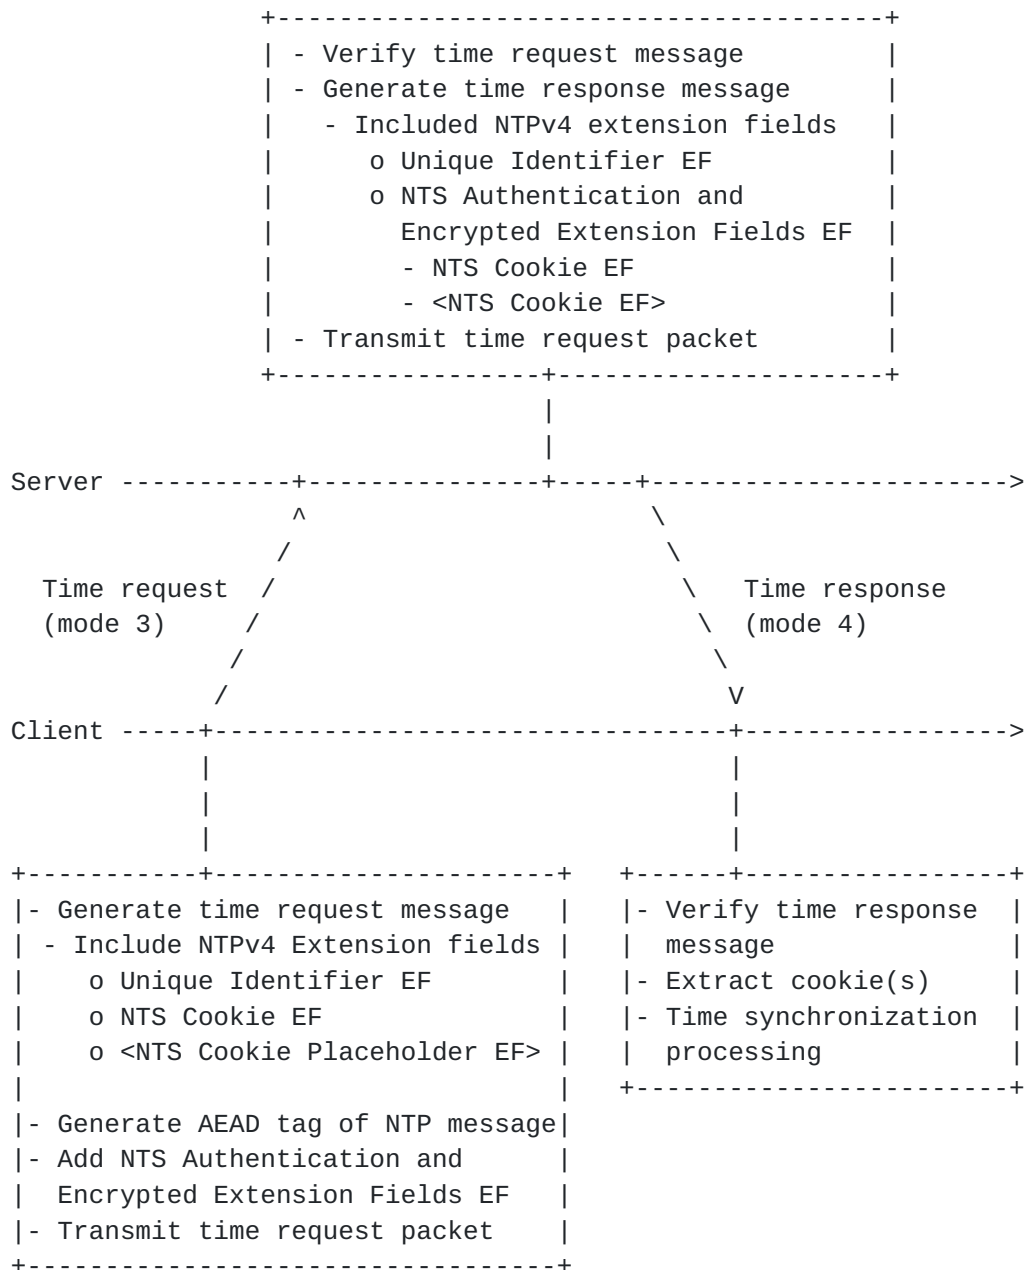 - Verify time request message
- Generate time response message
- Included NTPv4 extension fields
o Unique Identifier EF
o NTS Authentication and
Encrypted Extension Fields EF
- NTS Cookie EF
- <NTS Cookie EF>
- Transmit time request packet
Server
Time request
(mode 3)
Time response
(mode 4)
Client
- Generate time request message
- Include NTPv4 Extension fields
o Unique Identifier EF
o NTS Cookie EF
o <NTS Cookie Placeholder EF>
- Generate AEAD tag of NTP message
- Add NTS Authentication and
Encrypted Extension Fields EF
- Transmit time request packet
- Verify time response
message
- Extract cookie(s)
- Time synchronization
processing